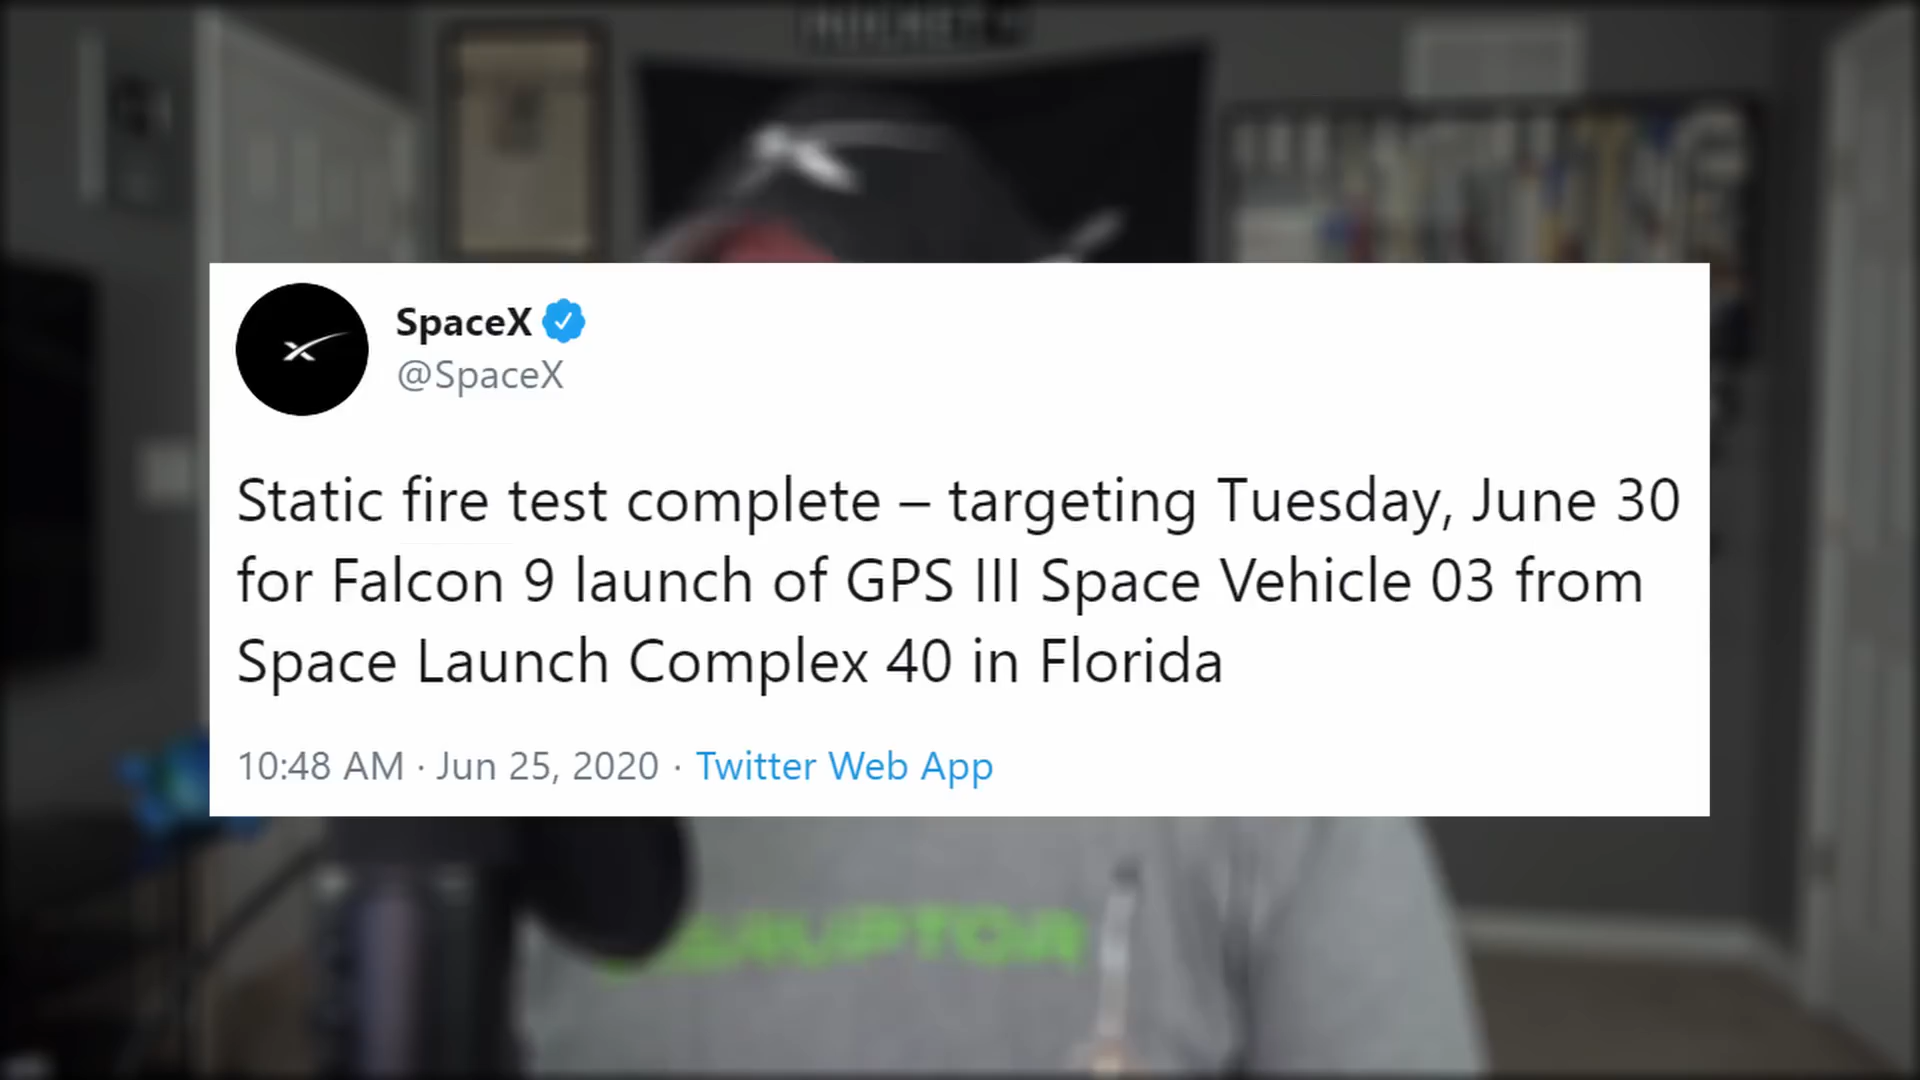 SpaceX
@SpaceX
Static fire test complete – targeting Tuesday, June 30
for Falcon 9 launch of GPS III Space Vehicle 03 from
Space Launch Complex 40 in Florida
10:48 AM · Jun 25, 2020 · Twitter Web App